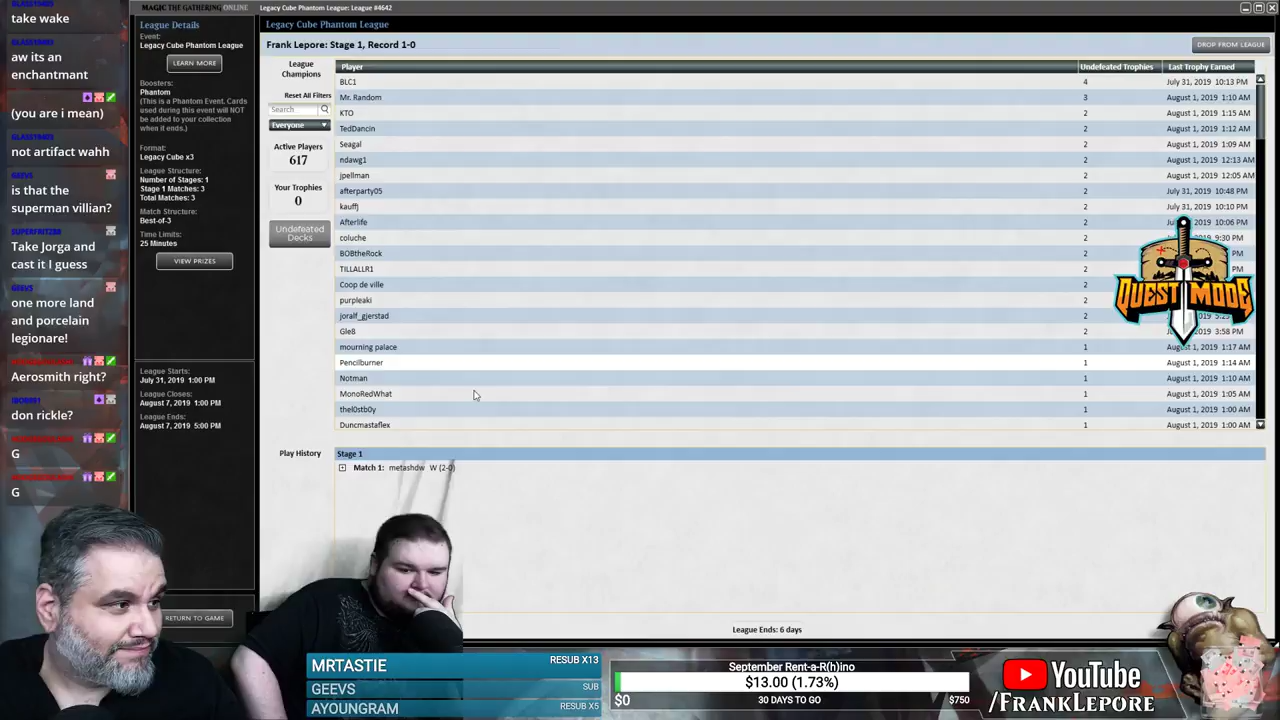 GLASSY0405
take wake
GLASSY0405
aw its an
enchantment
(you are i mean)
GLASSY0405
not artifact wahh
GEEVS
is that the
superman villian?
SUPERFRITZ88
Take Jorga and
cast it I guess
GEEVS
one more land
and porcelain
legionare!
Aerosmith right?
don rickle?
G
G
MAGIC THE GATHERING ONLINE
Legacy Cube Phantom League: League #4642
League Details
Event:
Legacy Cube Phantom League
LEARN MORE
Boosters:
Phantom
(This is a Phantom Event. Cards
used during this event will NOT
be added to your collection
when it ends.)
Format:
Legacy Cube x3
League Structure:
Number of Stages: 1
Stage 1 Matches: 3
Total Matches: 3
Match Structure:
Best-of-3
Time Limits:
25 Minutes
VIEW PRIZES
League Starts:
July 31, 2019 1:00 PM
League Closes:
August 7, 2019 1:00 PM
League Ends:
August 7, 2019 5:00 PM
RETURN TO GAME
Legacy Cube Phantom League
Frank Lepore: Stage 1, Record 1-0
DROP FROM LEAGUE
League
Champions
Reset All Filters
Search
Everyone
Active Players
617
Your Trophies
0
Undefeated
Decks
Player Undefeated Trophies Last Trophy Earned
BLC1 4 July 31, 2019 10:13 PM
Mr. Random 3 August 1, 2019 1:10 AM
KTO 2 August 1, 2019 1:15 AM
TedDancin 2 August 1, 2019 1:12 AM
Seagal 2 August 1, 2019 1:09 AM
ndawg1 2 August 1, 2019 12:13 AM
jpellman 2 August 1, 2019 12:05 AM
afterparty05 2 July 31, 2019 10:48 PM
kauffj 2 July 31, 2019 10:10 PM
Afterlife 2 10:06 PM
coluche 2 9:30 PM
BOBtheRock 2 PM
TILLALLR1 2 PM
Coop de ville 2
purpleaki 2
joralf_gjerstad 2
Gle8 2 3:58 PM
mourning palace 1 August 1, 2019 1:17 AM
Pencilburner 1 August 1, 2019 1:14 AM
Notman 1 August 1, 2019 1:10 AM
MonoRedWhat 1 August 1, 2019 1:05 AM
thel0stb0y 1 August 1, 2019 1:00 AM
Duncmastaflex 1 August 1, 2019 1:00 AM
QUEST MODE
Play History
Stage 1
Match 1: metashdw W (2-0)
League Ends: 6 days
MRTASTIE RESUB X13
GEEVS SUB
AYOUNGRAM RESUB X5
September Rent-a-R(h)ino
$13.00 (1.73%)
$0 30 DAYS TO GO $750
YouTube
/FRANKLEPORE